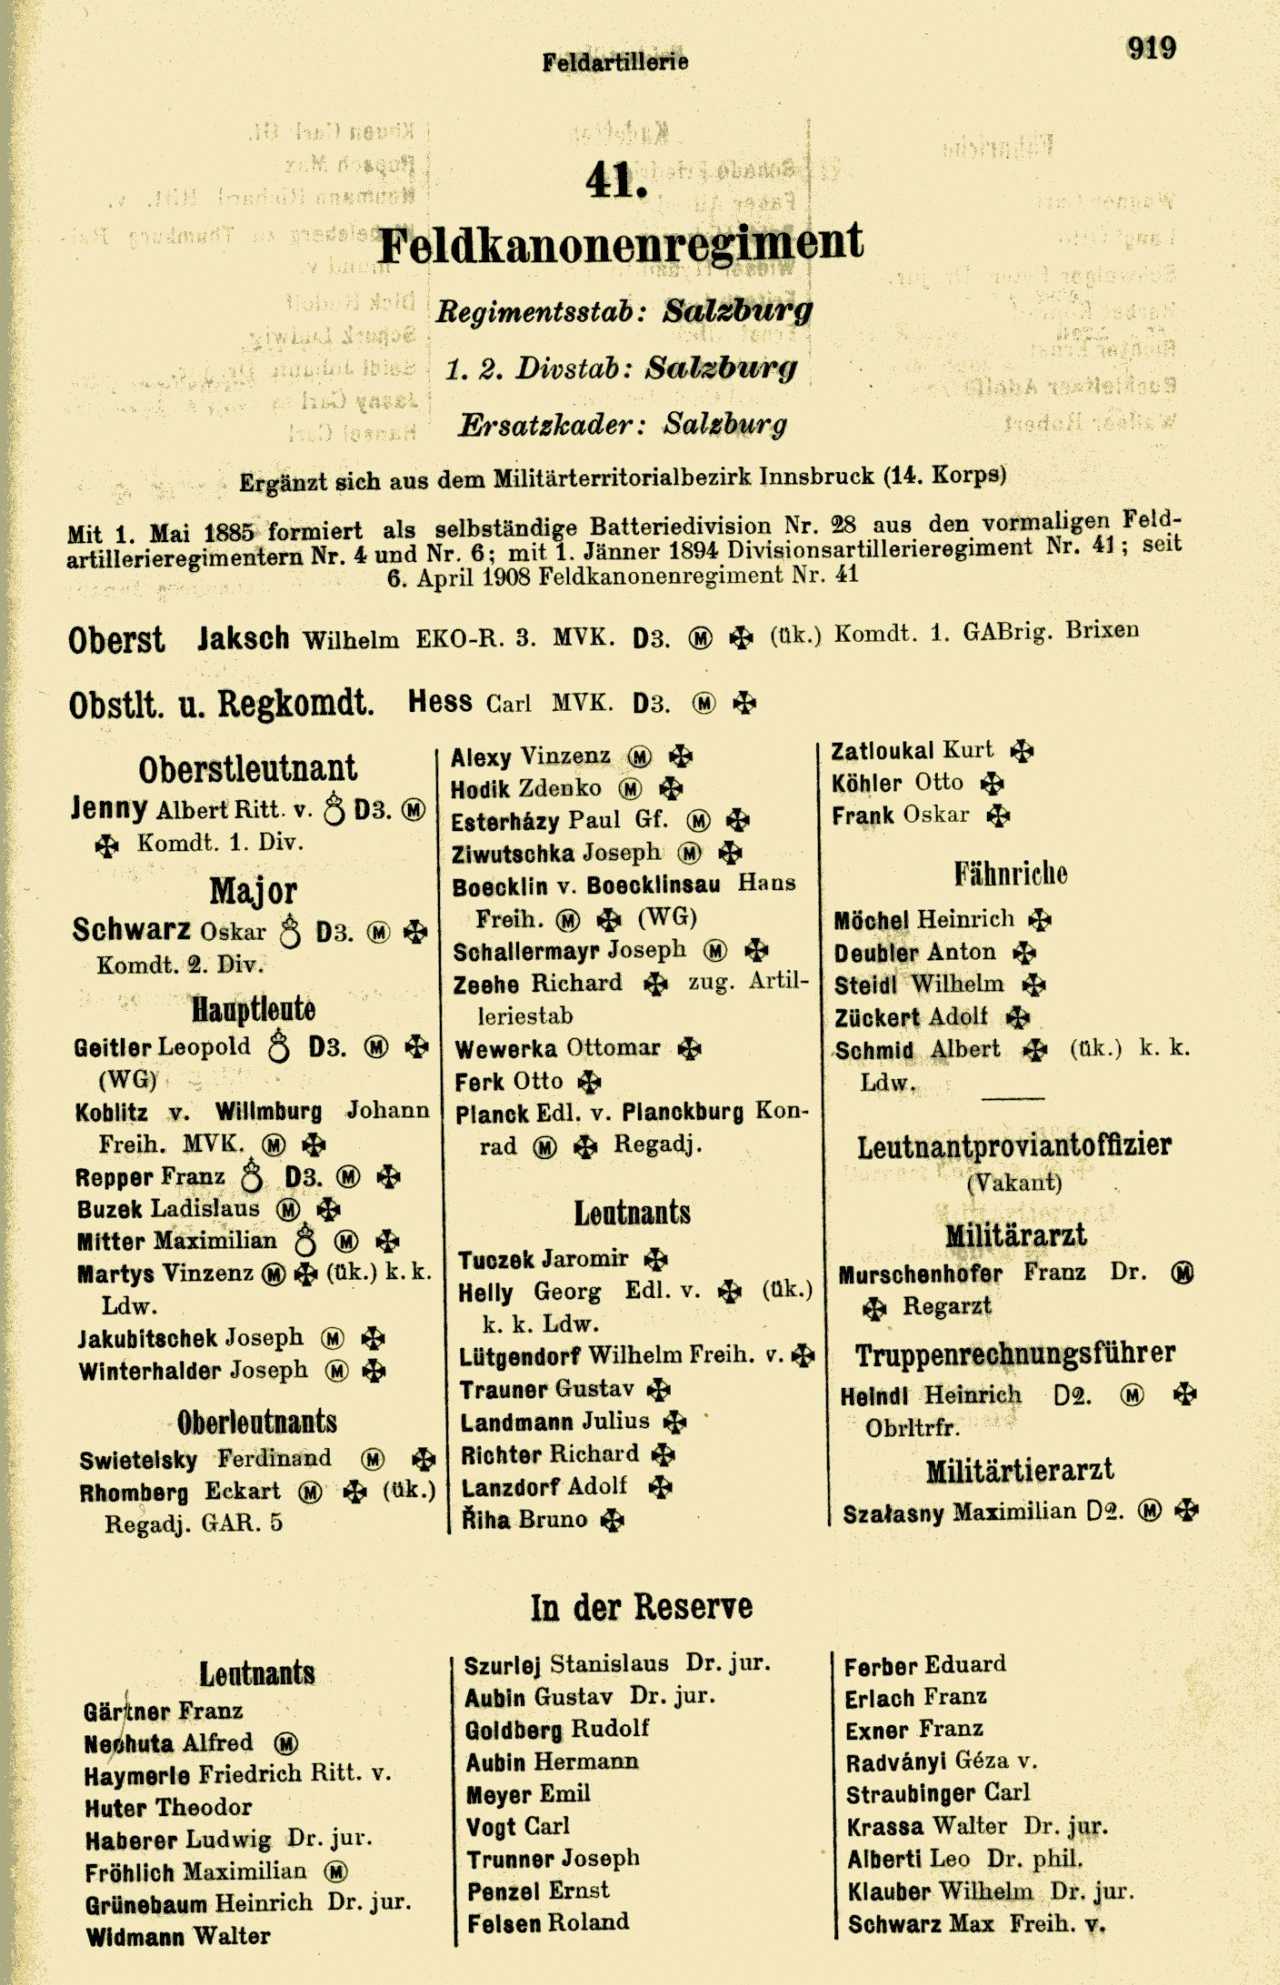 Feldartillerie
919
41.
Feldkanonenregiment
Regimentsstab: Salzburg
1. 2. Divstab: Salzburg
Ersatzkader: Salzburg
Ergänzt sich aus dem Militärterritorialbezirk Innsbruck (14. Korps)
Mit 1. Mai 1885 formiert als selbständige Batteriedivision Nr. 28 aus den vormaligen Feld-
artillerieregimentern Nr. 4 und Nr. 6; mit 1. Jänner 1894 Divisionsartillerieregiment Nr. 41; seit
6. April 1908 Feldkanonenregiment Nr. 41
Oberst Jaksch Wilhelm EKO-R. 3. MVK. D3. Ⓜ ✠ (ük.) Komdt. 1. GABrig. Brixen
Obstlt. u. Regkomdt. Hess Carl MVK. D3. Ⓜ ✠
Oberstleutnant
Jenny Albert Ritt. v. D3. Ⓜ
✠ Komdt. 1. Div.
Major
Schwarz Oskar D3. Ⓜ ✠
Komdt. 2. Div.
Hauptleute
Geitler Leopold D3. Ⓜ ✠
(WG)
Koblitz v. Willmburg Johann
Freih. MVK. Ⓜ ✠
Repper Franz D3. Ⓜ ✠
Buzek Ladislaus Ⓜ ✠
Mitter Maximilian Ⓜ ✠
Martys Vinzenz Ⓜ ✠ (ük.) k. k.
Ldw.
Jakubitschek Joseph Ⓜ ✠
Winterhalder Joseph Ⓜ ✠
Oberleutnants
Swietelsky Ferdinand Ⓜ ✠
Rhomberg Eckart Ⓜ ✠ (ük.)
Regadj. GAR. 5
Alexy Vinzenz Ⓜ ✠
Hodik Zdenko Ⓜ ✠
Esterházy Paul Gf. Ⓜ ✠
Ziwutschka Joseph Ⓜ ✠
Boecklin v. Boecklinsau Hans
Freih. Ⓜ ✠ (WG)
Schallermayr Joseph Ⓜ ✠
Zeehe Richard ✠ zug. Artil-
leriestab
Wewerka Ottomar ✠
Ferk Otto ✠
Planck Edl. v. Planckburg Kon-
rad Ⓜ ✠ Regadj.
Leutnants
Tuczek Jaromir ✠
Helly Georg Edl. v. ✠ (ük.)
k. k. Ldw.
Lütgendorf Wilhelm Freih. v. ✠
Trauner Gustav ✠
Landmann Julius ✠
Richter Richard ✠
Lanzdorf Adolf ✠
Řiha Bruno ✠
Zatloukal Kurt ✠
Köhler Otto ✠
Frank Oskar ✠
Fähnriche
Möchel Heinrich ✠
Deubler Anton ✠
Steidl Wilhelm ✠
Zückert Adolf ✠
Schmid Albert ✠ (ük.) k. k.
Ldw.
Leutnantproviantoffizier
(Vakant)
Militärarzt
Murschenhofer Franz Dr. Ⓜ
✠ Regarzt
Truppenrechnungsführer
Heindl Heinrich D2. Ⓜ ✠
Obrltrfr.
Militärtierarzt
Szałasny Maximilian D2. Ⓜ ✠
In der Reserve
Leutnants
Gärtner Franz
Nechuta Alfred Ⓜ
Haymerle Friedrich Ritt. v.
Huter Theodor
Haberer Ludwig Dr. jur.
Fröhlich Maximilian Ⓜ
Grünebaum Heinrich Dr. jur.
Widmann Walter
Szurlej Stanislaus Dr. jur.
Aubin Gustav Dr. jur.
Goldberg Rudolf
Aubin Hermann
Meyer Emil
Vogt Carl
Trunner Joseph
Penzel Ernst
Felsen Roland
Ferber Eduard
Erlach Franz
Exner Franz
Radványi Géza v.
Straubinger Carl
Krassa Walter Dr. jur.
Alberti Leo Dr. phil.
Klauber Wilhelm Dr. jur.
Schwarz Max Freih. v.